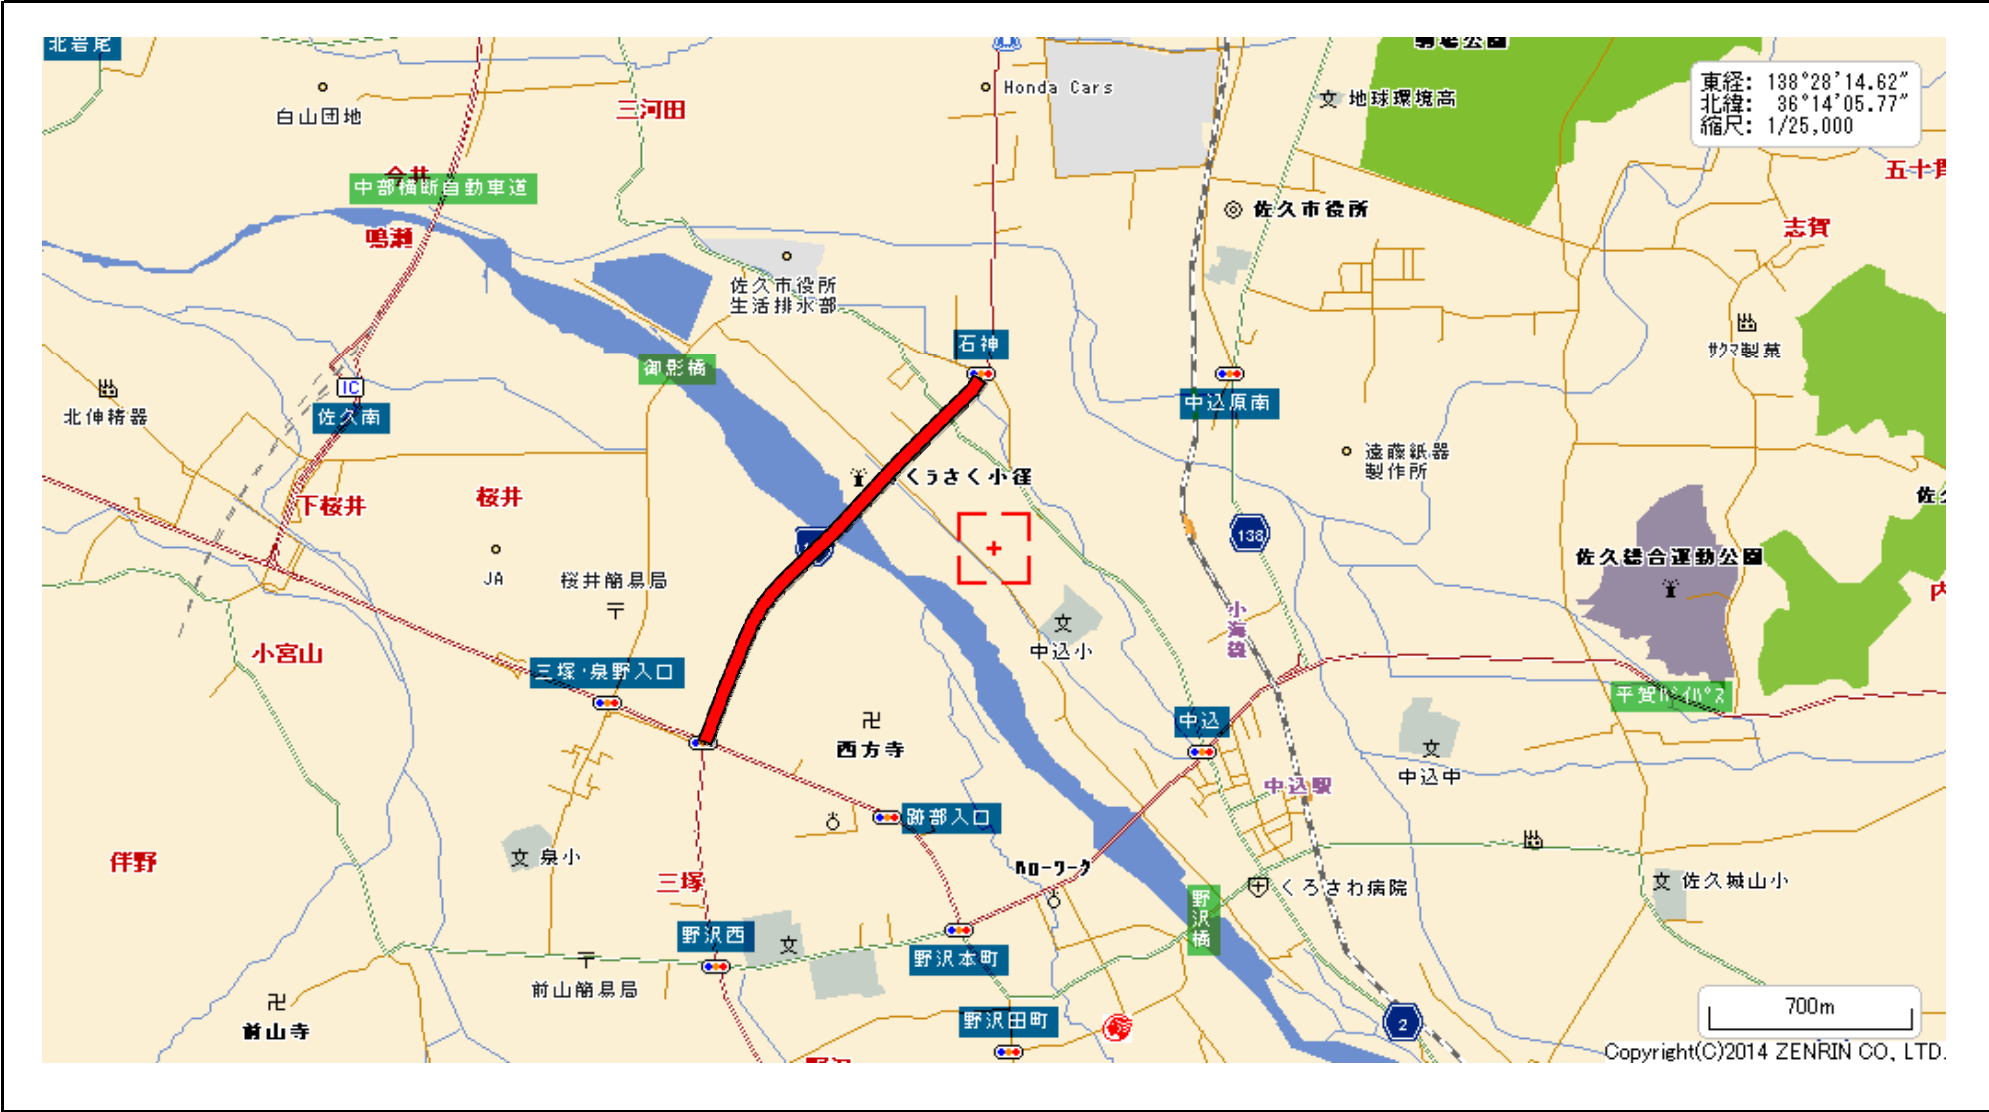 北岩尾
東経: 138°28'14.62"
北緯: 36°14'05.77"
縮尺: 1/25,000
Honda Cars
地球環境高
三河田
白山団地
今井
中部横断自動車道
五十貫
佐久市役所
志賀
鳴瀬
佐久市役所
生活排水部
石神
サクマ製菓
御影橋
IC
佐久南
中込原南
北伸精器
遠藤紙器
製作所
くうさく小径
桜井
下桜井
138
佐久総合運動公園
JA
桜井簡易局
小海線
中込小
小宮山
三塚・泉野入口
平賀バイパス
中込
西方寺
中込中
中込駅
跡部入口
泉小
伴野
ハローワーク
三塚
くろさわ病院
佐久城山小
野沢橋
野沢西
野沢本町
前山簡易局
700m
野沢田町
2
前山寺
Copyright(C)2014 ZENRIN CO., LTD.